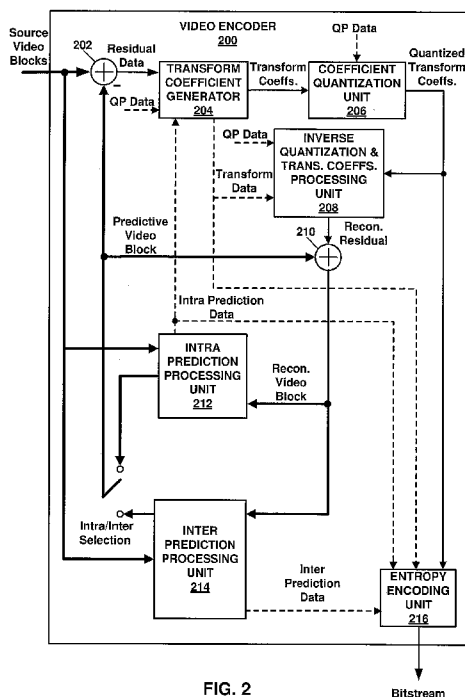 VIDEO ENCODER
200
Source
Video
Blocks
202
Residual
Data
QP Data
TRANSFORM
COEFFICIENT
GENERATOR
204
Transform
Coeffs.
QP Data
COEFFICIENT
QUANTIZATION
UNIT
206
Quantized
Transform
Coeffs.
QP Data
Transform
Data
INVERSE
QUANTIZATION &
TRANS. COEFFS.
PROCESSING
UNIT
208
Predictive
Video
Block
210
Recon.
Residual
Intra Prediction
Data
INTRA
PREDICTION
PROCESSING
UNIT
212
Recon.
Video
Block
Intra/Inter
Selection
INTER
PREDICTION
PROCESSING
UNIT
214
Inter
Prediction
Data
ENTROPY
ENCODING
UNIT
216
FIG. 2
Bitstream